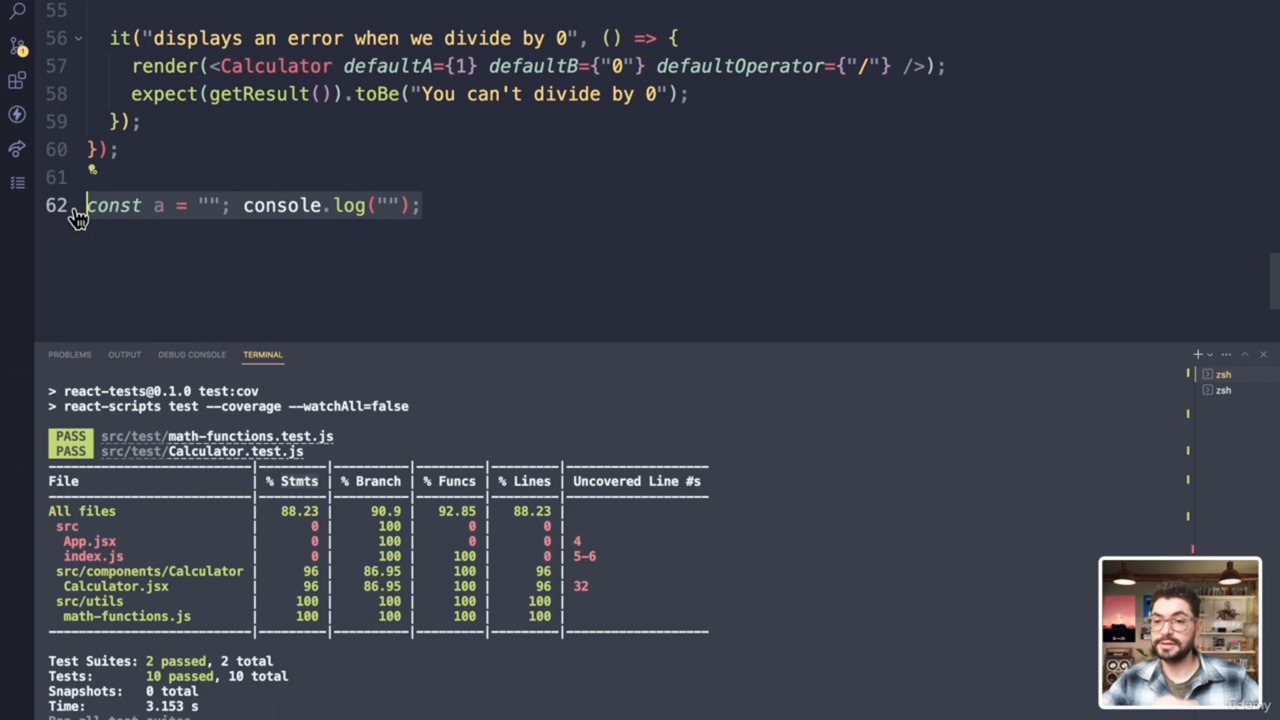 55
56 it("displays an error when we divide by 0", () => {
57 render(<Calculator defaultA={1} defaultB={"0"} defaultOperator={"/"} />);
58 expect(getResult()).toBe("You can't divide by 0");
59 });
60 });
61
62 const a = ""; console.log("");
PROBLEMS OUTPUT DEBUG CONSOLE TERMINAL
zsh
zsh
> react-tests@0.1.0 test:cov
> react-scripts test --coverage --watchAll=false
PASS src/test/math-functions.test.js
PASS src/test/Calculator.test.js
File | % Stmts | % Branch | % Funcs | % Lines | Uncovered Line #s
All files | 88.23 | 90.9 | 92.85 | 88.23 |
src | 0 | 100 | 0 | 0 |
App.jsx | 0 | 100 | 0 | 0 | 4
index.js | 0 | 100 | 100 | 0 | 5-6
src/components/Calculator | 96 | 86.95 | 100 | 96 |
Calculator.jsx | 96 | 86.95 | 100 | 96 | 32
src/utils | 100 | 100 | 100 | 100 |
math-functions.js | 100 | 100 | 100 | 100 |
Test Suites: 2 passed, 2 total
Tests: 10 passed, 10 total
Snapshots: 0 total
Time: 3.153 s
Ran all test suites
udemy